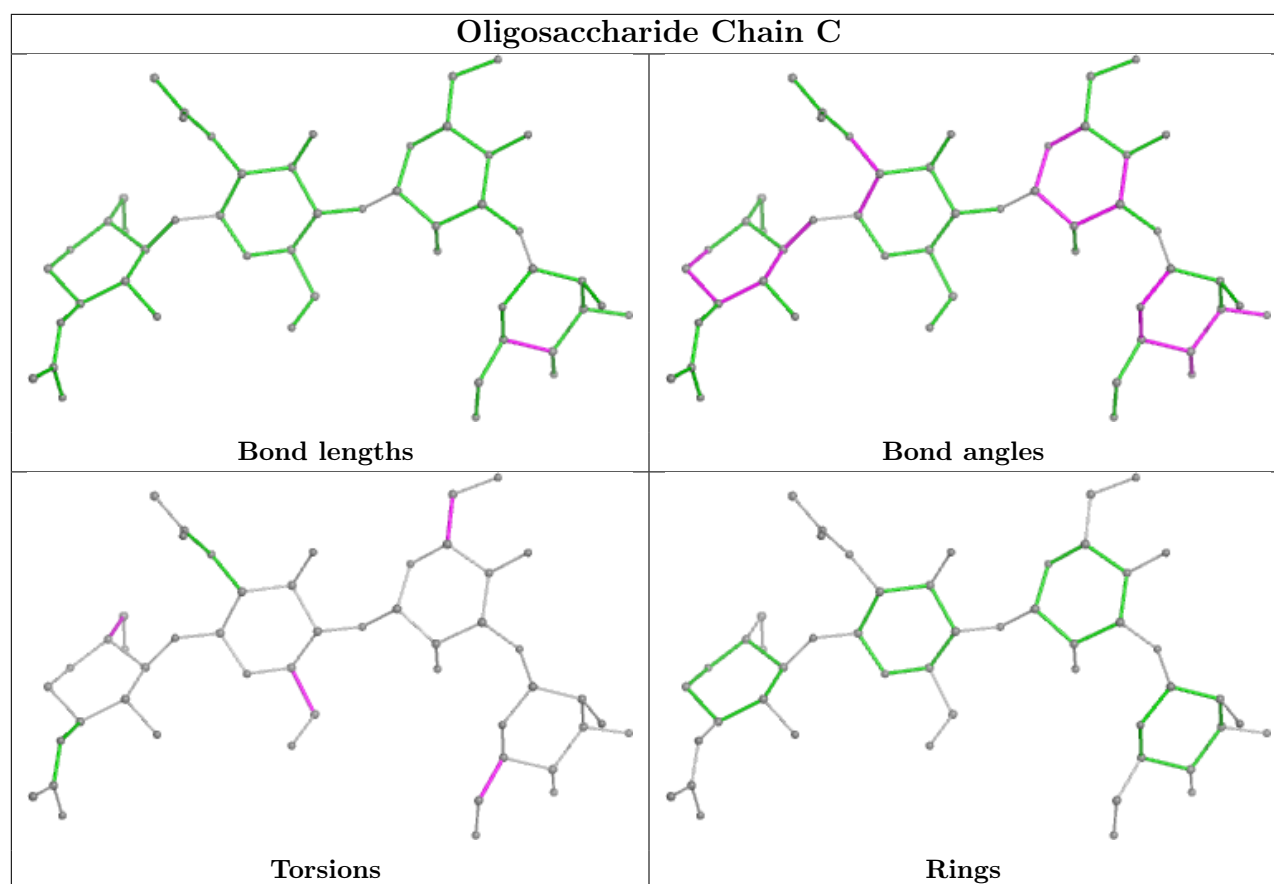 Oligosaccharide Chain C
Bond lengths
Bond angles
Torsions
Rings